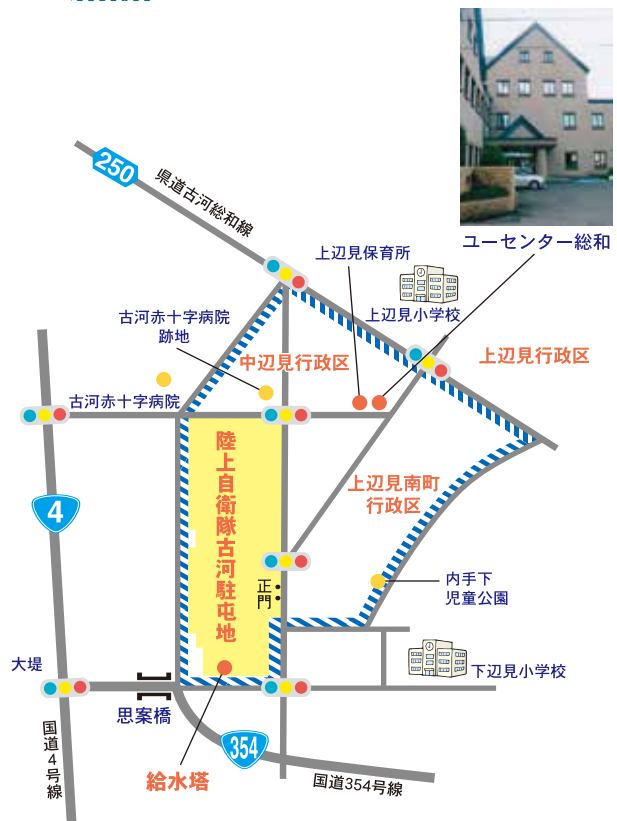 250
県道古河総和線
ユーセンター総和
上辺見保育所
上辺見小学校
古河赤十字病院
跡地
中辺見行政区
上辺見行政区
古河赤十字病院
陸上自衛隊古河駐屯地
上辺見南町
行政区
4
正門
内手下
児童公園
大堤
下辺見小学校
思案橋
国道4号線
354
給水塔
国道354号線